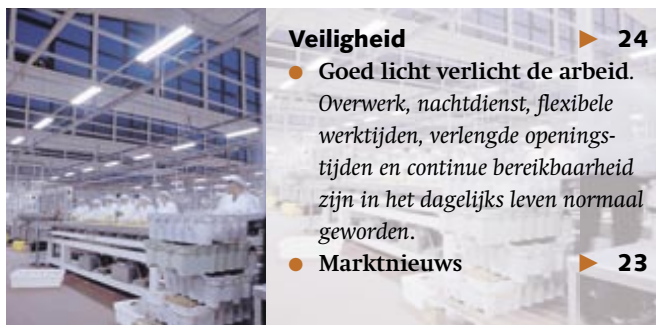 Veiligheid ▶ 24
● Goed licht verlicht de arbeid.
Overwerk, nachtdienst, flexibele
werktijden, verlengde openings-
tijden en continue bereikbaarheid
zijn in het dagelijks leven normaal
geworden.
● Marktnieuws ▶ 23